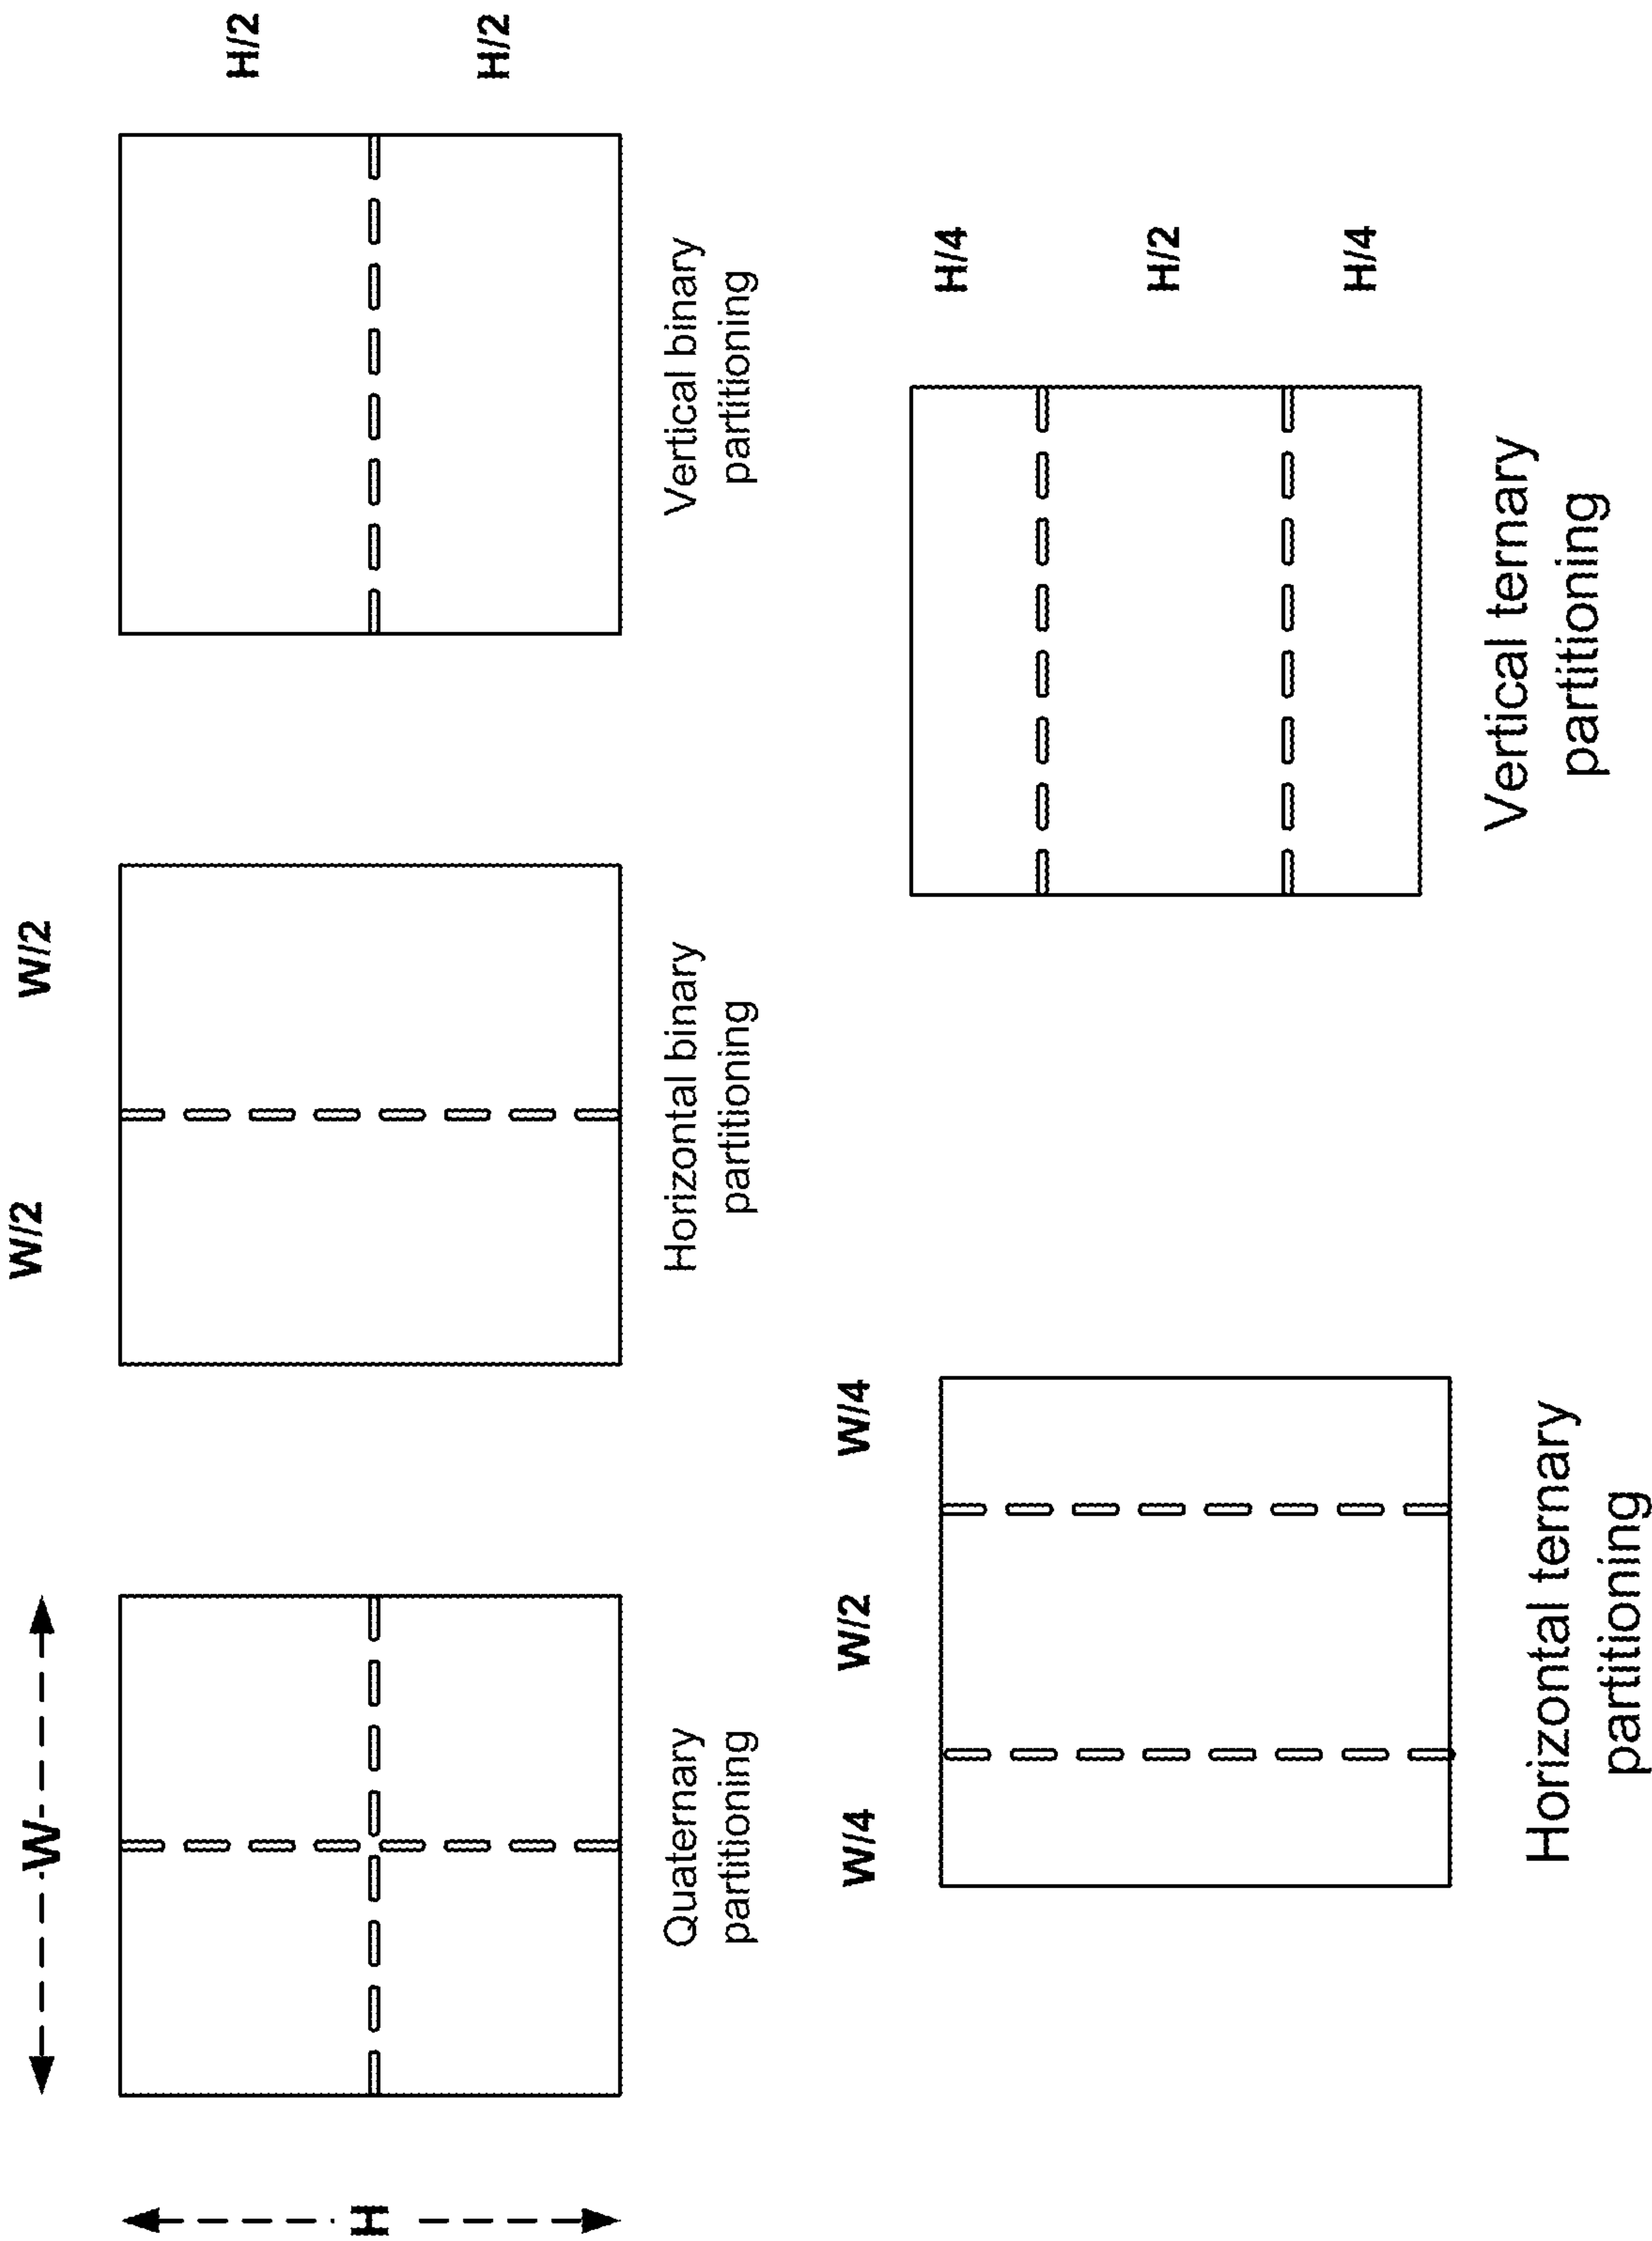 W
W/2
W/2
H
H/2
H/2
Quaternary
partitioning
Horizontal binary
partitioning
Vertical binary
partitioning
W/4
W/2
W/4
H/4
H/2
H/4
Horizontal ternary
partitioning
Vertical ternary
partitioning